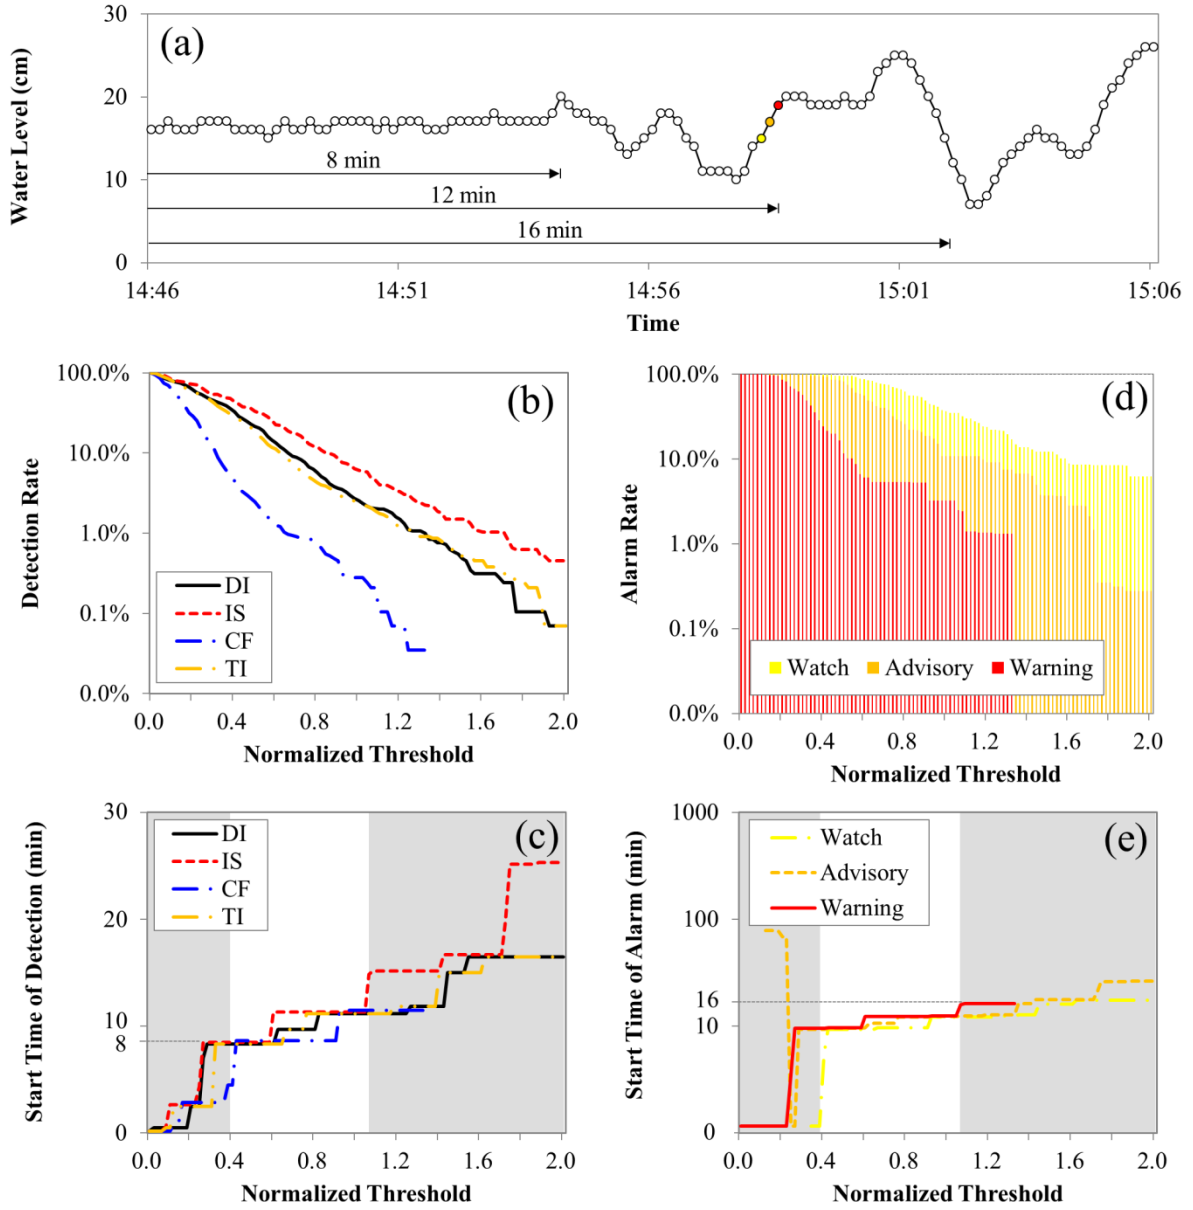 (a)
Water Level (cm)
30
20
10
0
8 min
12 min
16 min
14:46 14:51 14:56 15:01 15:06
Time
(b)
Detection Rate
100.0%
10.0%
1.0%
0.1%
0.0%
DI
IS
CF
TI
0.0 0.4 0.8 1.2 1.6 2.0
Normalized Threshold
(d)
Alarm Rate
100.0%
10.0%
1.0%
0.1%
0.0%
Watch Advisory Warning
0.0 0.4 0.8 1.2 1.6 2.0
Normalized Threshold
(c)
Start Time of Detection (min)
30
20
10
8
0
DI
IS
CF
TI
0.0 0.4 0.8 1.2 1.6 2.0
Normalized Threshold
(e)
Start Time of Alarm (min)
1000
100
16
10
0
Watch
Advisory
Warning
0.0 0.4 0.8 1.2 1.6 2.0
Normalized Threshold